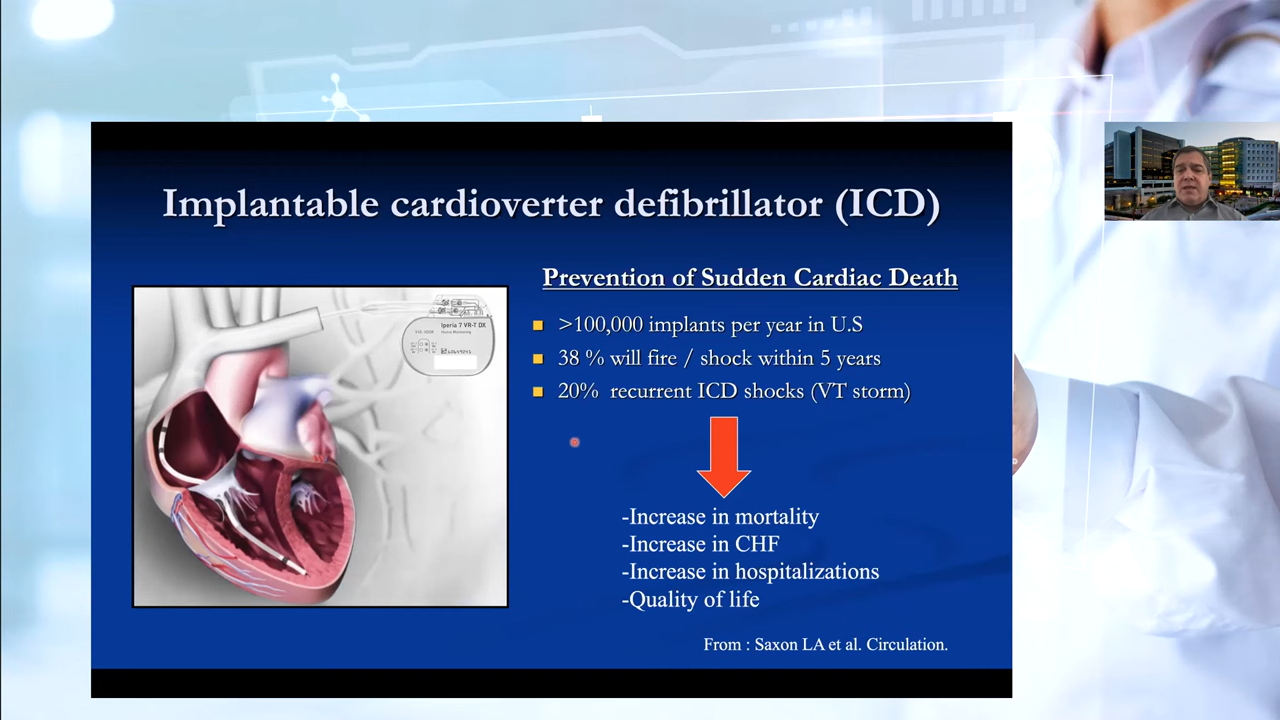 Implantable cardioverter defibrillator (ICD)
Prevention of Sudden Cardiac Death
>100,000 implants per year in U.S
38 % will fire / shock within 5 years
20% recurrent ICD shocks (VT storm)
-Increase in mortality
-Increase in CHF
-Increase in hospitalizations
-Quality of life
From : Saxon LA et al. Circulation.
Iperia 7 VR-T DX
Home Monitoring